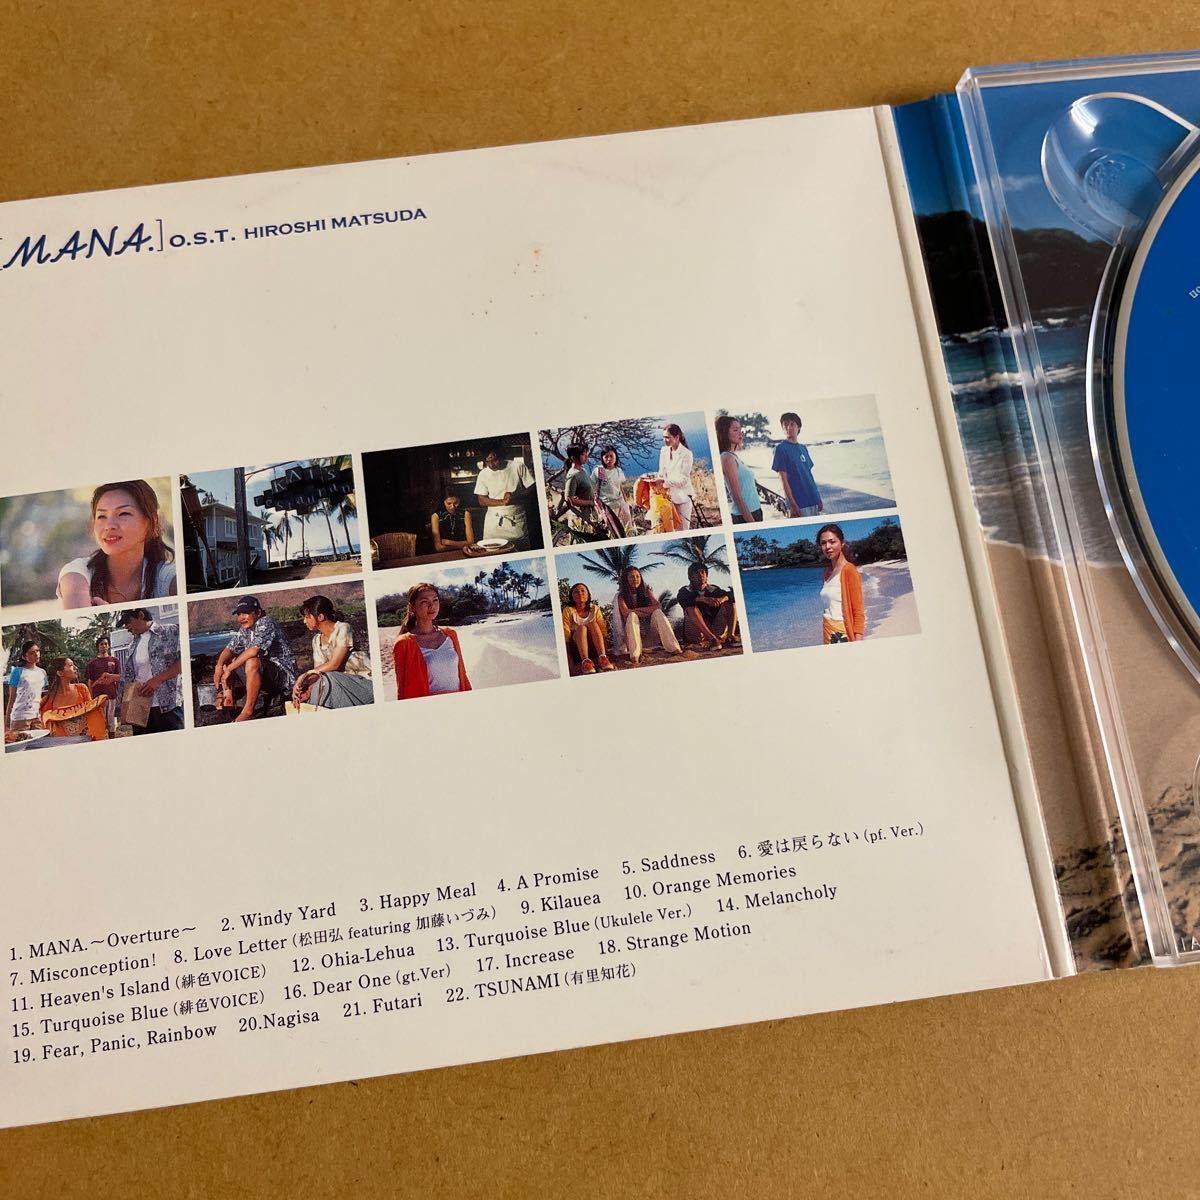 [MANA.] O.S.T. HIROSHI MATSUDA
1. MANA.～Overture～ 2. Windy Yard 3. Happy Meal 4. A Promise 5. Saddness 6. 愛は戻らない (pf. Ver.)
7. Misconception! 8. Love Letter (松田弘 featuring 加藤いづみ) 9. Kilauea 10. Orange Memories
11. Heaven's Island (緋色VOICE) 12. Ohia-Lehua 13. Turquoise Blue (Ukulele Ver.) 14. Melancholy
15. Turquoise Blue (緋色VOICE) 16. Dear One (gt.Ver) 17. Increase 18. Strange Motion
19. Fear, Panic, Rainbow 20.Nagisa 21. Futari 22. TSUNAMI (有里知花)